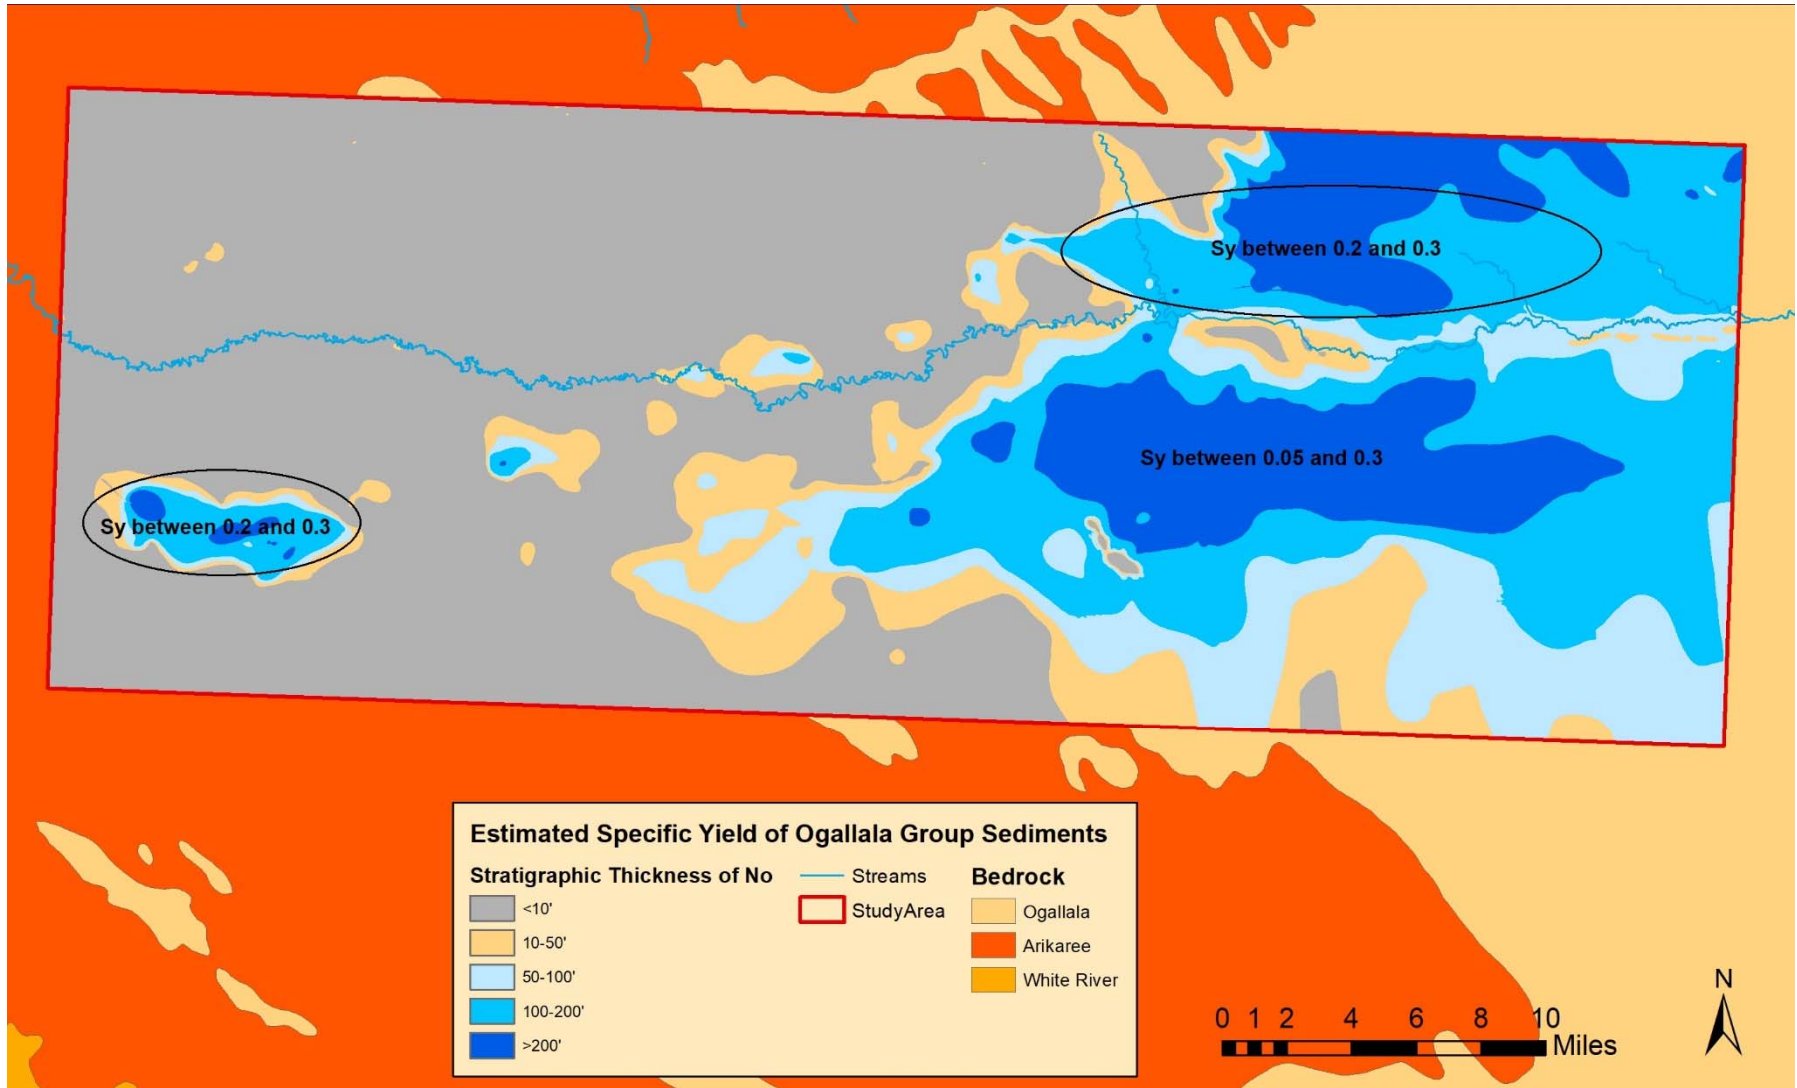 Sy between 0.2 and 0.3
Sy between 0.05 and 0.3
Sy between 0.2 and 0.3
Estimated Specific Yield of Ogallala Group Sediments
Stratigraphic Thickness of No
<10'
10-50'
50-100'
100-200'
>200'
Streams
StudyArea
Bedrock
Ogallala
Arikaree
White River
0 1 2 4 6 8 10
Miles
N